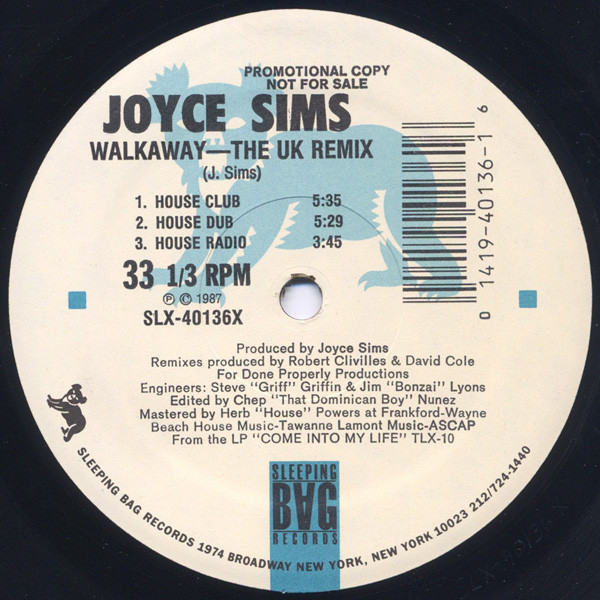 PROMOTIONAL COPY
NOT FOR SALE
JOYCE SIMS
WALKAWAY—THE UK REMIX
(J. Sims)
1. HOUSE CLUB 5:35
2. HOUSE DUB 5:29
3. HOUSE RADIO 3:45
33 1/3 RPM
Ⓟ © 1987
SLX-40136X
0 1419-40136-1 6
Produced by Joyce Sims
Remixes produced by Robert Clivilles & David Cole
For Done Properly Productions
Engineers: Steve "Griff" Griffin & Jim "Bonzai" Lyons
Edited by Chep "That Dominican Boy" Nunez
Mastered by Herb "House" Powers at Frankford-Wayne
Beach House Music-Tawanne Lamont Music-ASCAP
From the LP "COME INTO MY LIFE" TLX-10
SLEEPING
BAG
RECORDS
SLEEPING BAG RECORDS 1974 BROADWAY NEW YORK, NEW YORK 10023 212/724-1440